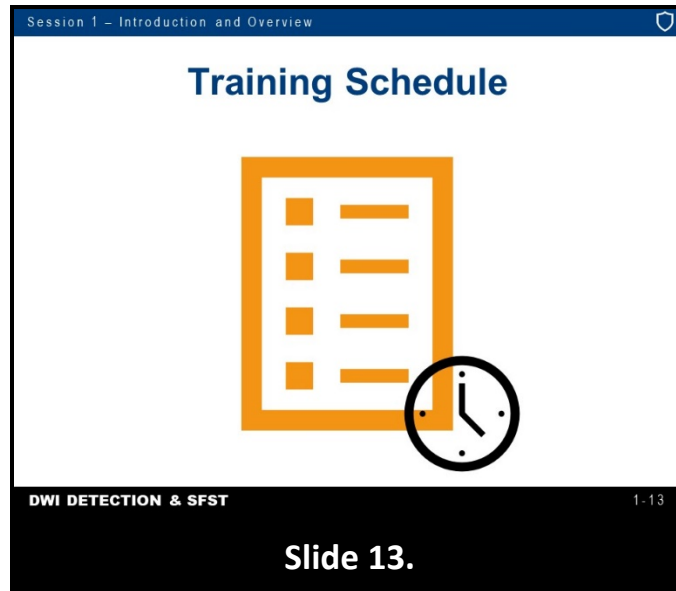 Session 1 – Introduction and Overview
Training Schedule
DWI DETECTION & SFST
1-13
Slide 13.